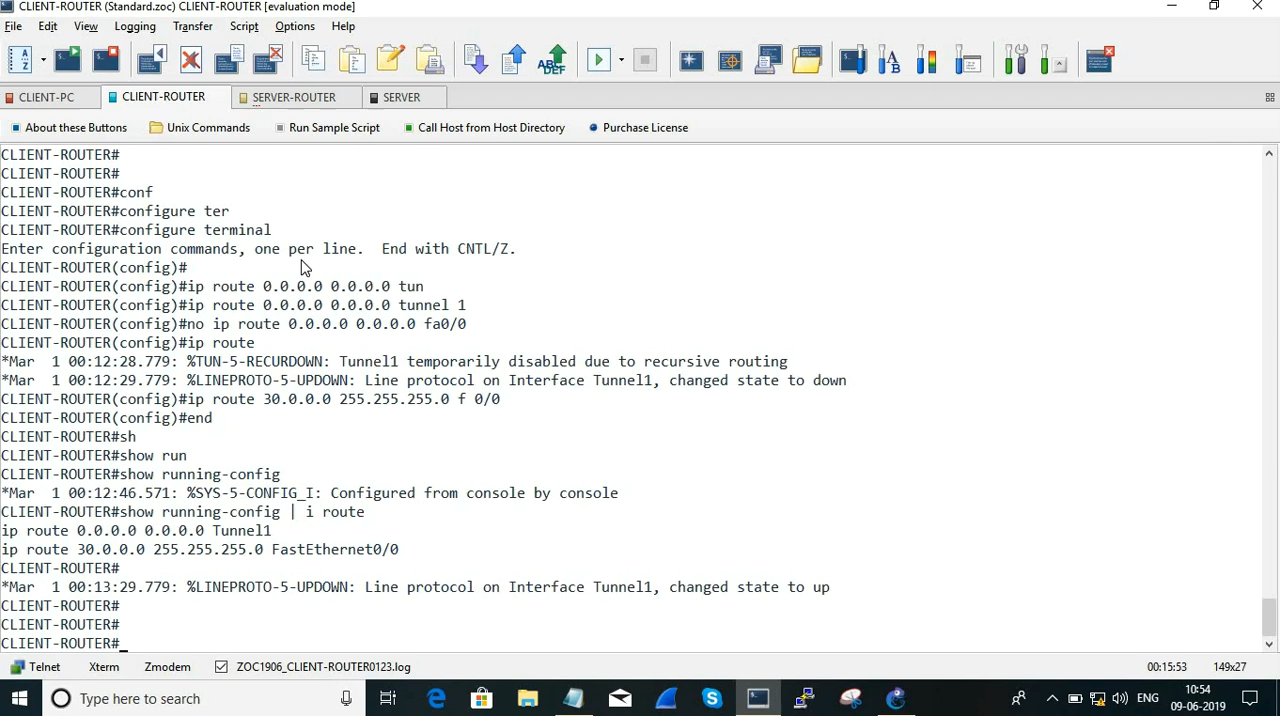 CLIENT-ROUTER (Standard.zoc) CLIENT-ROUTER [evaluation mode]
File Edit View Logging Transfer Script Options Help
CLIENT-PC CLIENT-ROUTER SERVER-ROUTER SERVER
About these Buttons Unix Commands Run Sample Script Call Host from Host Directory Purchase License
CLIENT-ROUTER#
CLIENT-ROUTER#
CLIENT-ROUTER#conf
CLIENT-ROUTER#configure ter
CLIENT-ROUTER#configure terminal
Enter configuration commands, one per line.  End with CNTL/Z.
CLIENT-ROUTER(config)#
CLIENT-ROUTER(config)#ip route 0.0.0.0 0.0.0.0 tun
CLIENT-ROUTER(config)#ip route 0.0.0.0 0.0.0.0 tunnel 1
CLIENT-ROUTER(config)#no ip route 0.0.0.0 0.0.0.0 fa0/0
CLIENT-ROUTER(config)#ip route
*Mar  1 00:12:28.779: %TUN-5-RECURDOWN: Tunnel1 temporarily disabled due to recursive routing
*Mar  1 00:12:29.779: %LINEPROTO-5-UPDOWN: Line protocol on Interface Tunnel1, changed state to down
CLIENT-ROUTER(config)#ip route 30.0.0.0 255.255.255.0 f 0/0
CLIENT-ROUTER(config)#end
CLIENT-ROUTER#sh
CLIENT-ROUTER#show run
CLIENT-ROUTER#show running-config
*Mar  1 00:12:46.571: %SYS-5-CONFIG_I: Configured from console by console
CLIENT-ROUTER#show running-config | i route
ip route 0.0.0.0 0.0.0.0 Tunnel1
ip route 30.0.0.0 255.255.255.0 FastEthernet0/0
CLIENT-ROUTER#
*Mar  1 00:13:29.779: %LINEPROTO-5-UPDOWN: Line protocol on Interface Tunnel1, changed state to up
CLIENT-ROUTER#
CLIENT-ROUTER#
CLIENT-ROUTER#
Telnet Xterm Zmodem ZOC1906_CLIENT-ROUTER0123.log 00:15:53 149x27
Type here to search ENG 10:54
09-06-2019